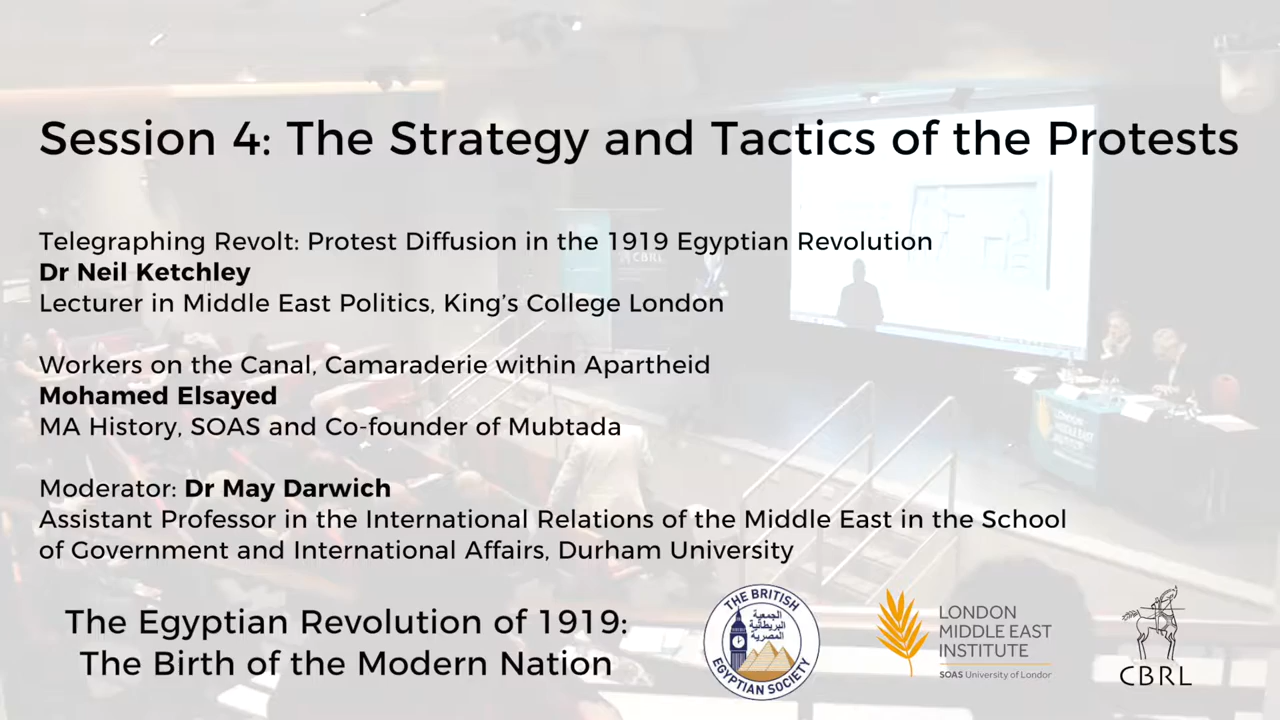 Session 4: The Strategy and Tactics of the Protests
Telegraphing Revolt: Protest Diffusion in the 1919 Egyptian Revolution
Dr Neil Ketchley
Lecturer in Middle East Politics, King's College London
Workers on the Canal, Camaraderie within Apartheid
Mohamed Elsayed
MA History, SOAS and Co-founder of Mubtada
Moderator: Dr May Darwich
Assistant Professor in the International Relations of the Middle East in the School
of Government and International Affairs, Durham University
The Egyptian Revolution of 1919:
The Birth of the Modern Nation
THE BRITISH
الجمعية
البريطانية
المصرية
EGYPTIAN SOCIETY
LONDON
MIDDLE EAST
INSTITUTE
SOAS University of London
CBRL
CBRL
LONDON
MIDDLE EAST
INSTITUTE